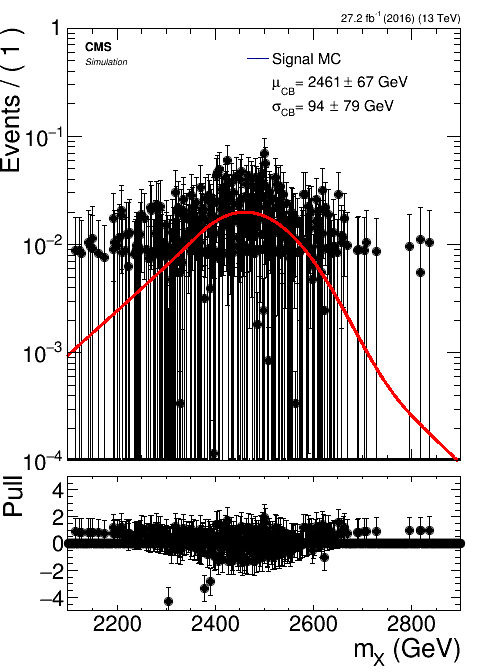 27.2 fb⁻¹ (2016) (13 TeV)
Events / ( 1 )
1
CMS
Simulation
Signal MC
μ_CB = 2461 ± 67 GeV
σ_CB = 94 ± 79 GeV
10⁻¹
10⁻²
10⁻³
10⁻⁴
Pull
4
2
0
−2
−4
2200 2400 2600 2800
m_X (GeV)